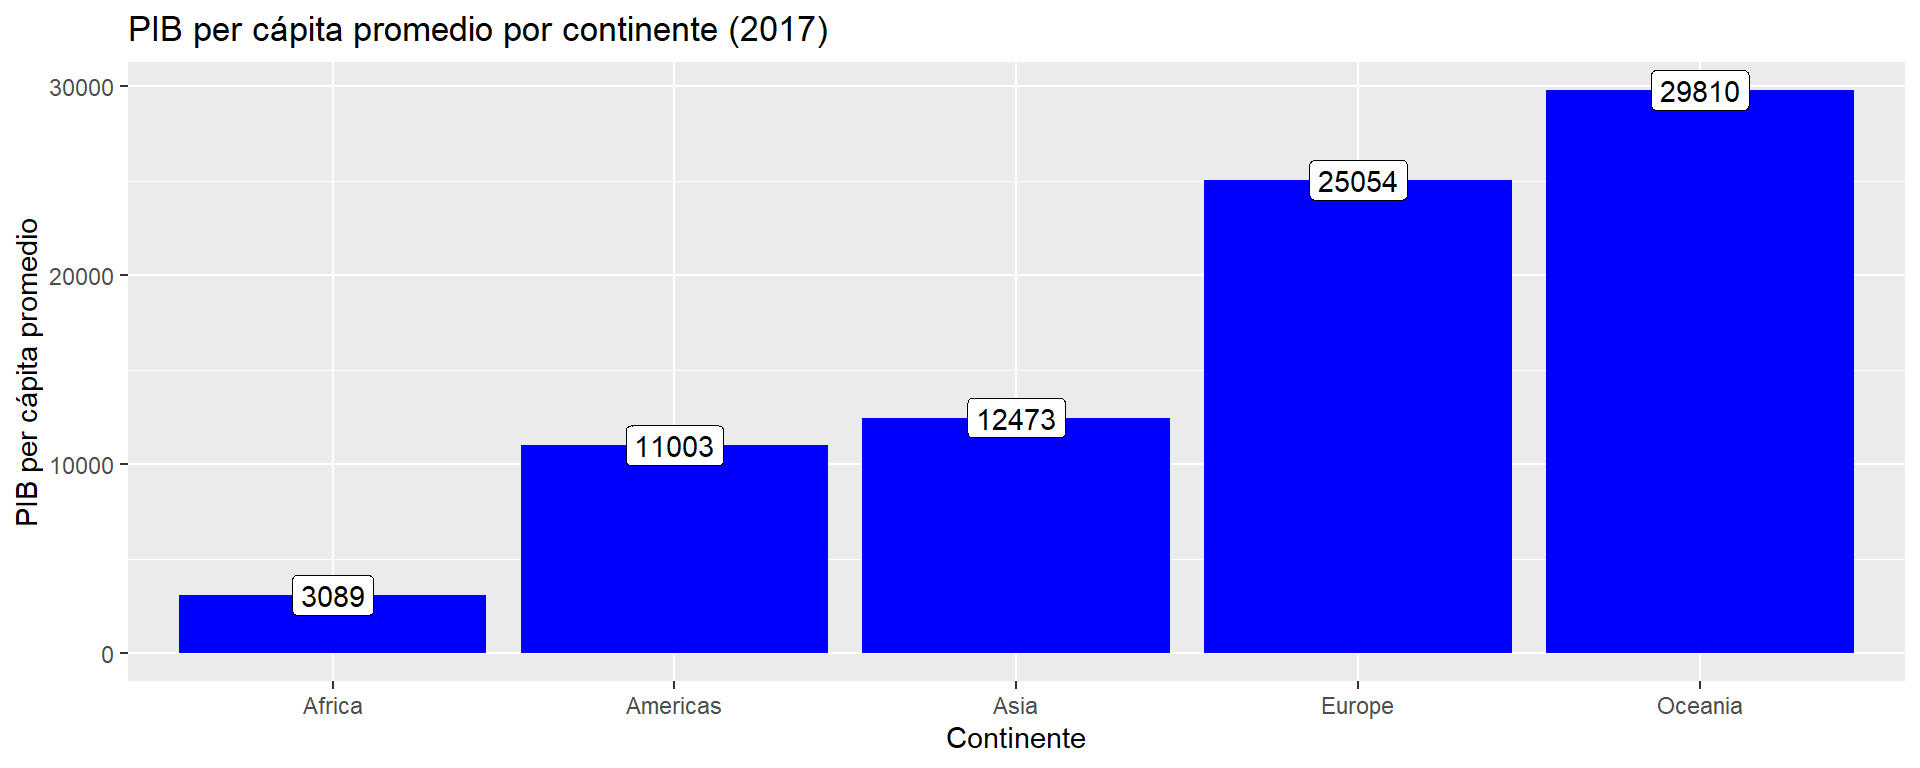 PIB per cápita promedio por continente (2017)
PIB per cápita promedio
30000
20000
10000
0
3089
11003
12473
25054
29810
Africa
Americas
Asia
Europe
Oceania
Continente